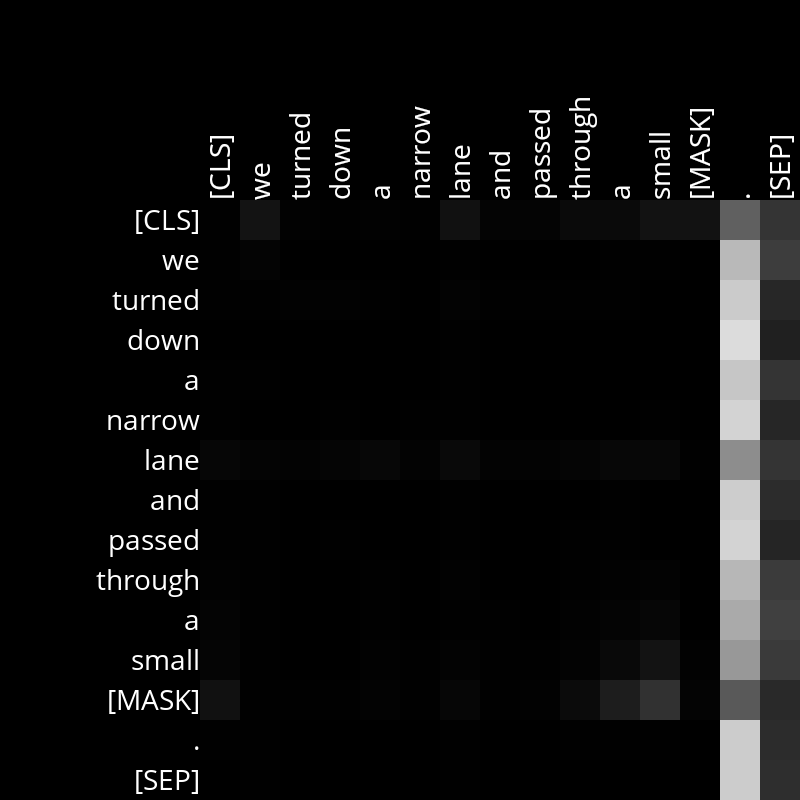 [CLS] we turned down a narrow lane and passed through a small [MASK] . [SEP]
[CLS]
we
turned
down
a
narrow
lane
and
passed
through
a
small
[MASK]
.
[SEP]